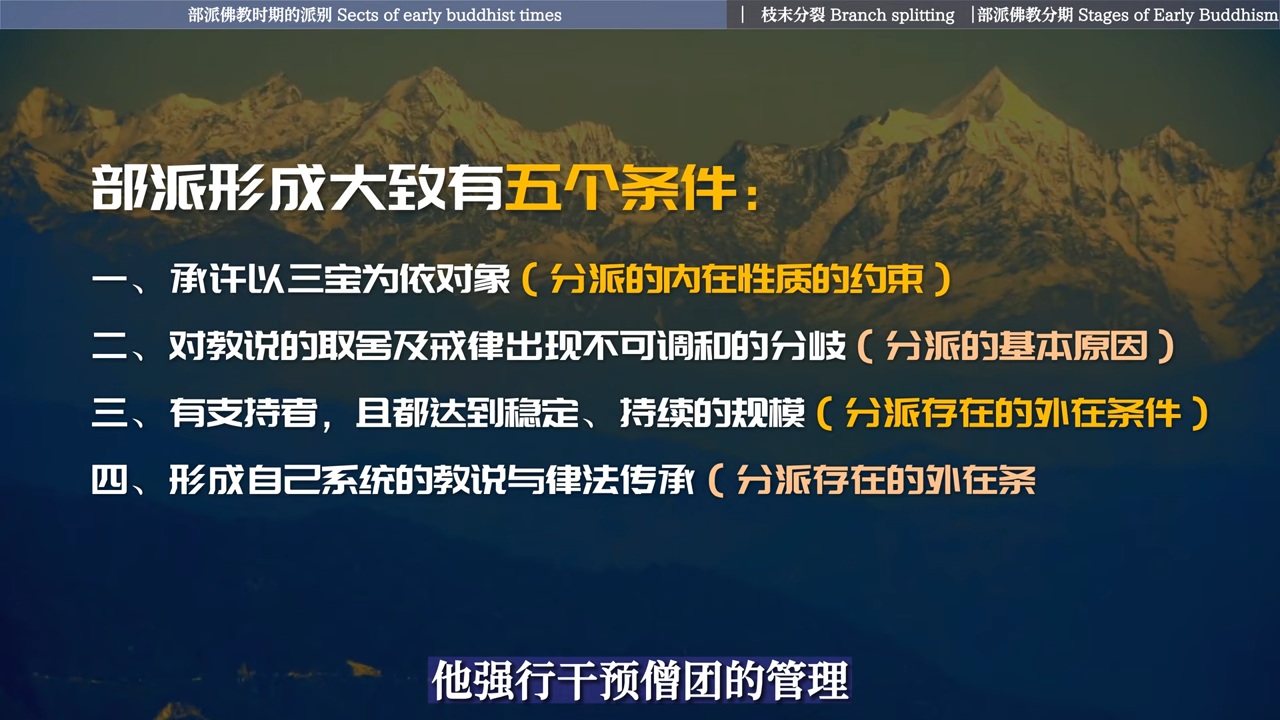 部派佛教时期的派别 Sects of early buddhist times | 枝末分裂 Branch splitting |部派佛教分期 Stages of Early Buddhism
部派形成大致有五个条件：
一、承许以三宝为依对象（分派的内在性质的约束）
二、对教说的取舍及戒律出现不可调和的分歧（分派的基本原因）
三、有支持者，且都达到稳定、持续的规模（分派存在的外在条件）
四、形成自己系统的教说与律法传承（分派存在的外在条
他强行干预僧团的管理